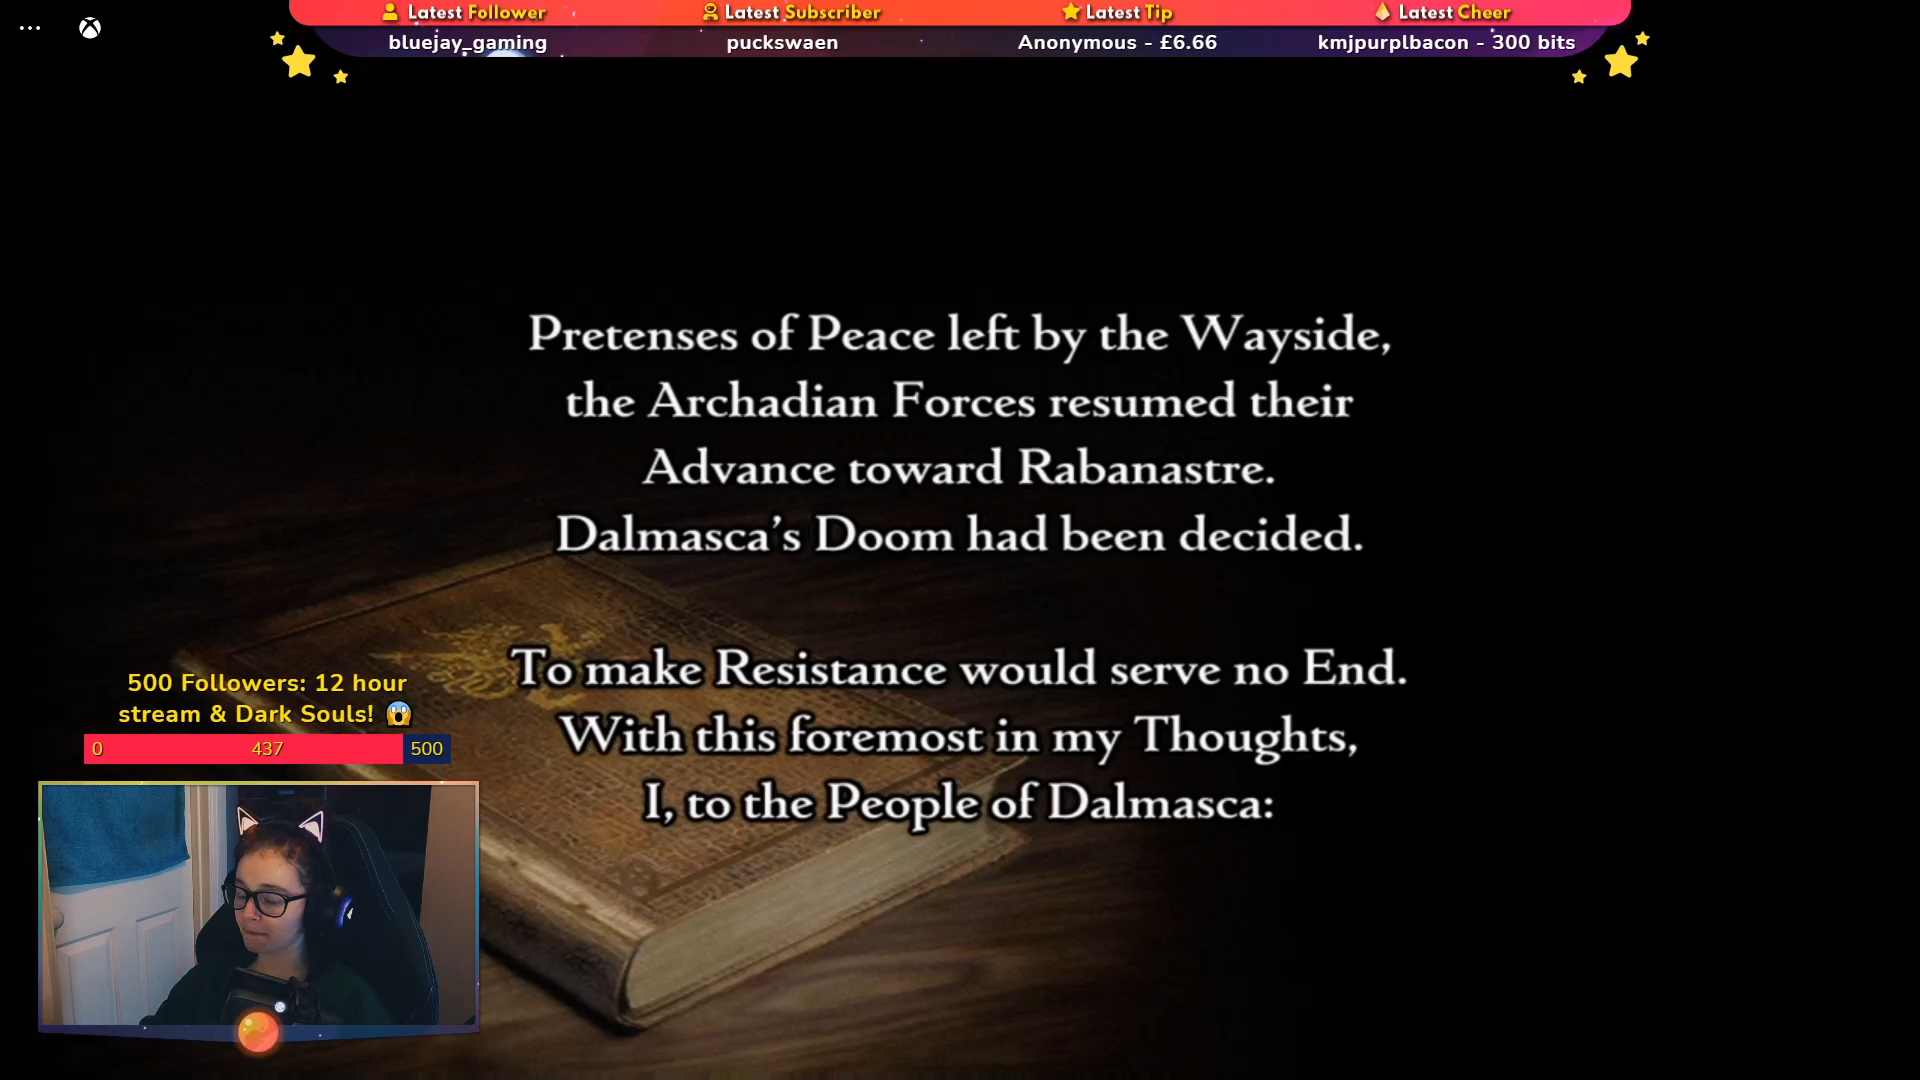 Latest Follower
bluejay_gaming
Latest Subscriber
puckswaen
Latest Tip
Anonymous - £6.66
Latest Cheer
kmjpurplbacon - 300 bits
Pretenses of Peace left by the Wayside,
the Archadian Forces resumed their
Advance toward Rabanastre.
Dalmasca's Doom had been decided.
To make Resistance would serve no End.
With this foremost in my Thoughts,
I, to the People of Dalmasca:
500 Followers: 12 hour
stream & Dark Souls! 😱
0 437 500